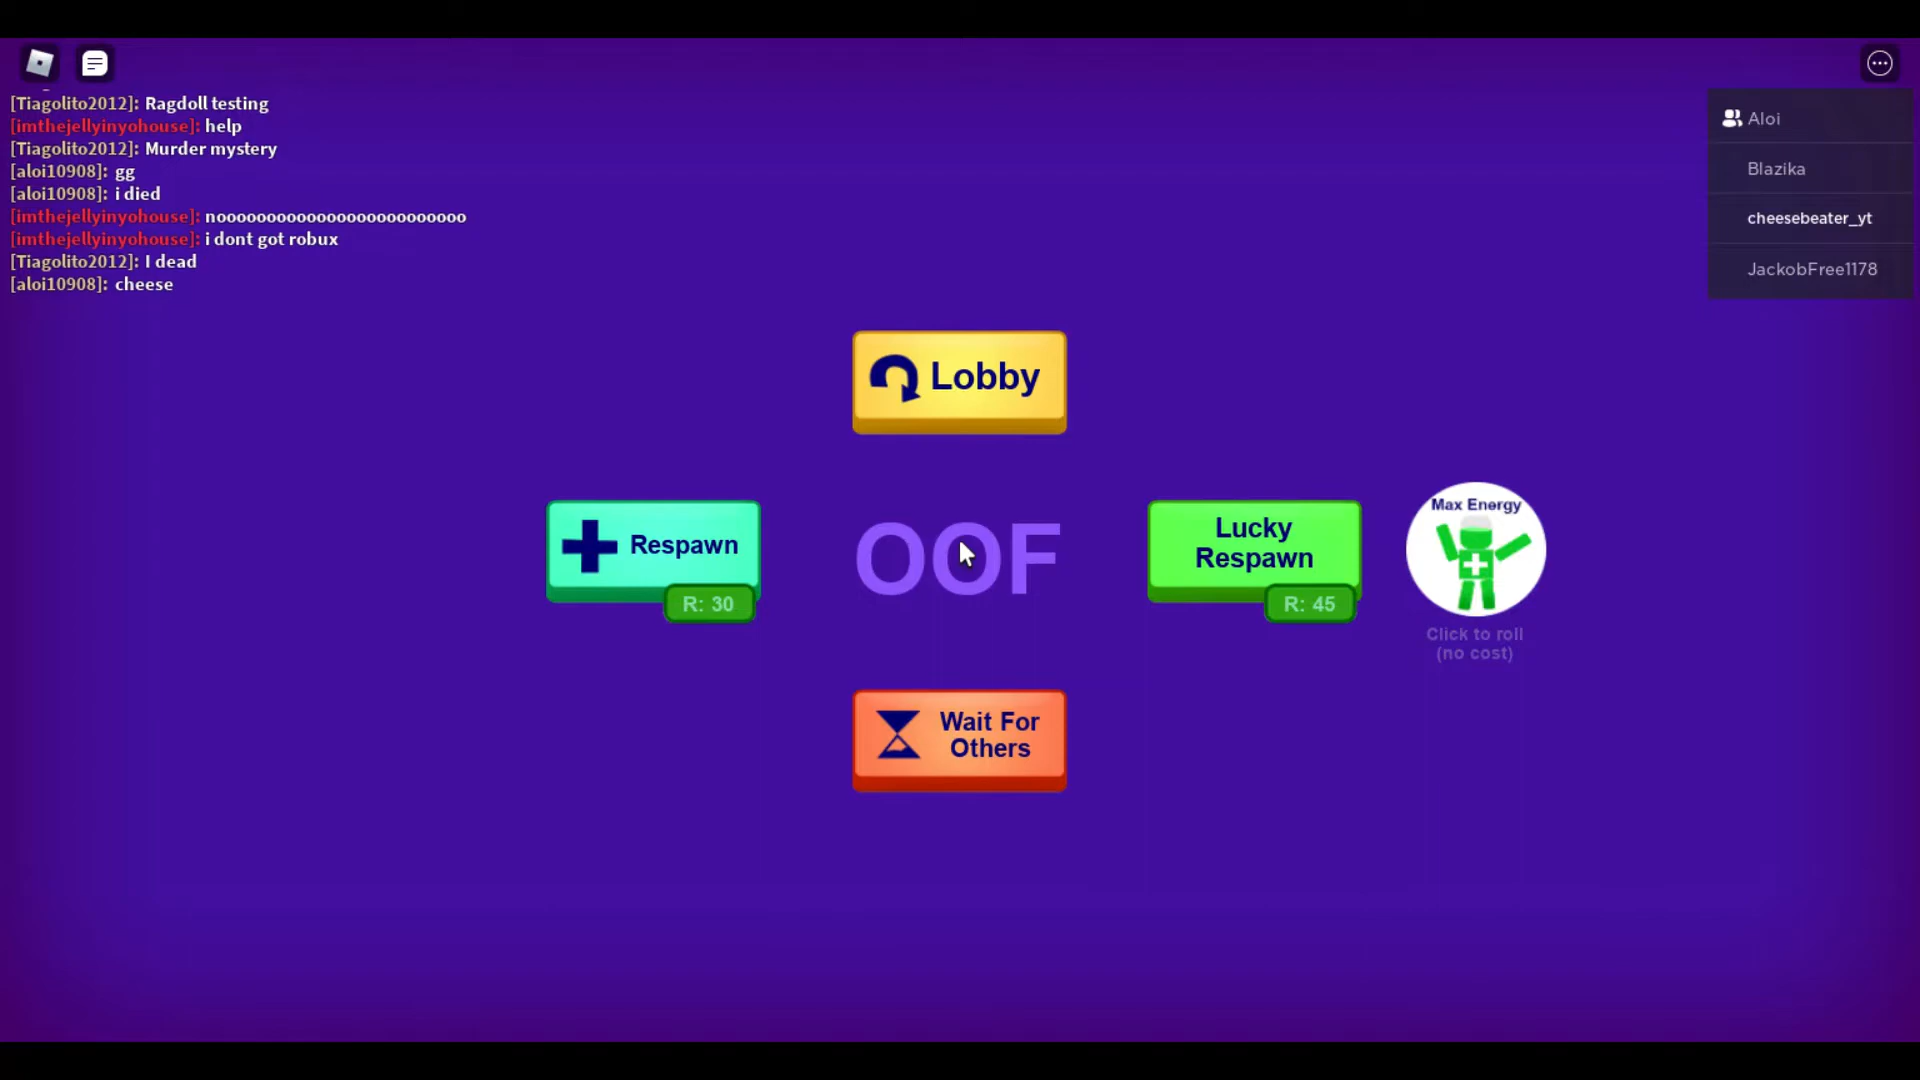 [Tiagolito2012]: Ragdoll testing
[imthejellyinyohouse]: help
[Tiagolito2012]: Murder mystery
[aloi10908]: gg
[aloi10908]: i died
[imthejellyinyohouse]: nooooooooooooooooooooooooo
[imthejellyinyohouse]: i dont got robux
[Tiagolito2012]: I dead
[aloi10908]: cheese
Aloi
Blazika
cheesebeater_yt
JackobFree1178
Lobby
Respawn
R: 30
OOF
Lucky
Respawn
R: 45
Max Energy
Click to roll
(no cost)
Wait For
Others